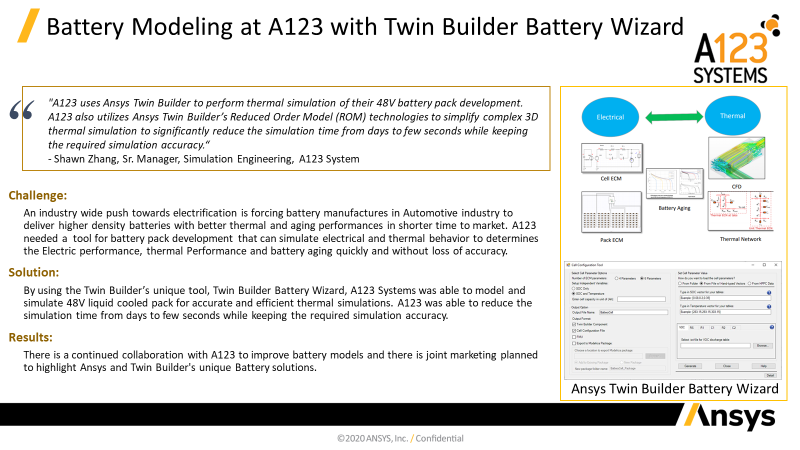 Battery Modeling at A123 with Twin Builder Battery Wizard
A123
SYSTEMS
“
"A123 uses Ansys Twin Builder to perform thermal simulation of their 48V battery pack development.
A123 also utilizes Ansys Twin Builder’s Reduced Order Model (ROM) technologies to simplify complex 3D
thermal simulation to significantly reduce the simulation time from days to few seconds while keeping
the required simulation accuracy.“
- Shawn Zhang, Sr. Manager, Simulation Engineering, A123 System
Challenge:
An industry wide push towards electrification is forcing battery manufactures in Automotive industry to
deliver higher density batteries with better thermal and aging performances in shorter time to market. A123
needed a tool for battery pack development that can simulate electrical and thermal behavior to determines
the Electric performance, thermal Performance and battery aging quickly and without loss of accuracy.
Solution:
By using the Twin Builder’s unique tool, Twin Builder Battery Wizard, A123 Systems was able to model and
simulate 48V liquid cooled pack for accurate and efficient thermal simulations. A123 was able to reduce the
simulation time from days to few seconds while keeping the required simulation accuracy.
Results:
There is a continued collaboration with A123 to improve battery models and there is joint marketing planned
to highlight Ansys and Twin Builder's unique Battery solutions.
Electrical
Thermal
Cell ECM
CFD
Battery Aging
Pack ECM
Thermal Network
Cell Configuration Tool
Output File Name
Generate
Close
Help
Detail
Ansys Twin Builder Battery Wizard
Ansys
©2020 ANSYS, Inc. / Confidential